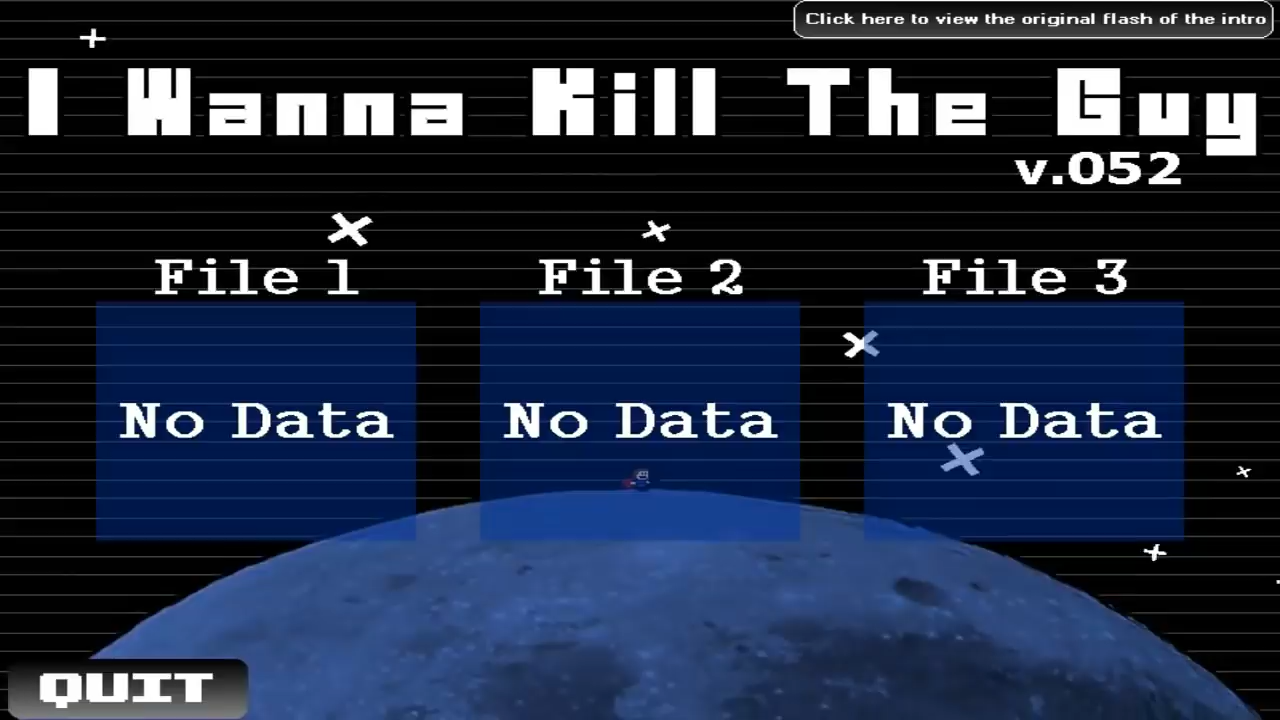 Click here to view the original flash of the intro
I Wanna Kill The Guy
v.052
File 1 File 2 File 3
No Data No Data No Data
QUIT